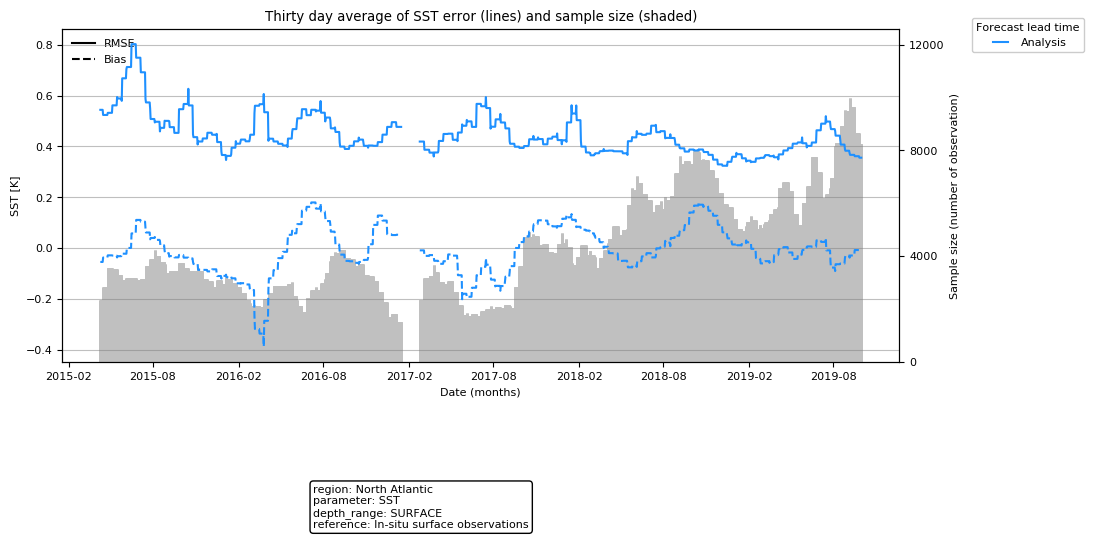 Thirty day average of SST error (lines) and sample size (shaded)
Forecast lead time
Analysis
RMSE
Bias
0.8
0.6
0.4
0.2
0.0
−0.2
−0.4
SST [K]
12000
8000
4000
0
Sample size (number of observation)
2015-02 2015-08 2016-02 2016-08 2017-02 2017-08 2018-02 2018-08 2019-02 2019-08
Date (months)
region: North Atlantic
parameter: SST
depth_range: SURFACE
reference: In-situ surface observations